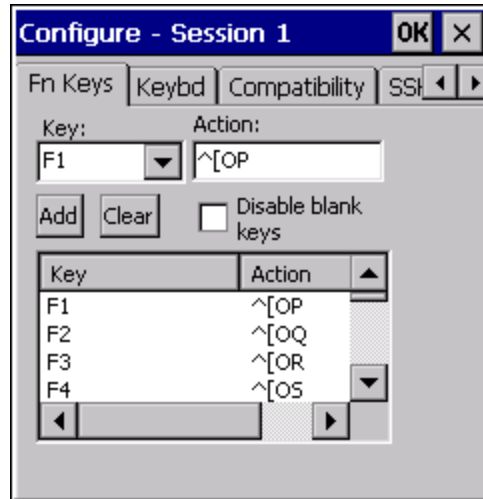 Configure - Session 1 OK
Fn Keys Keybd Compatibility SSH
Key: Action:
F1 ^[OP
Add Clear Disable blank keys
Key Action
F1 ^[OP
F2 ^[OQ
F3 ^[OR
F4 ^[OS